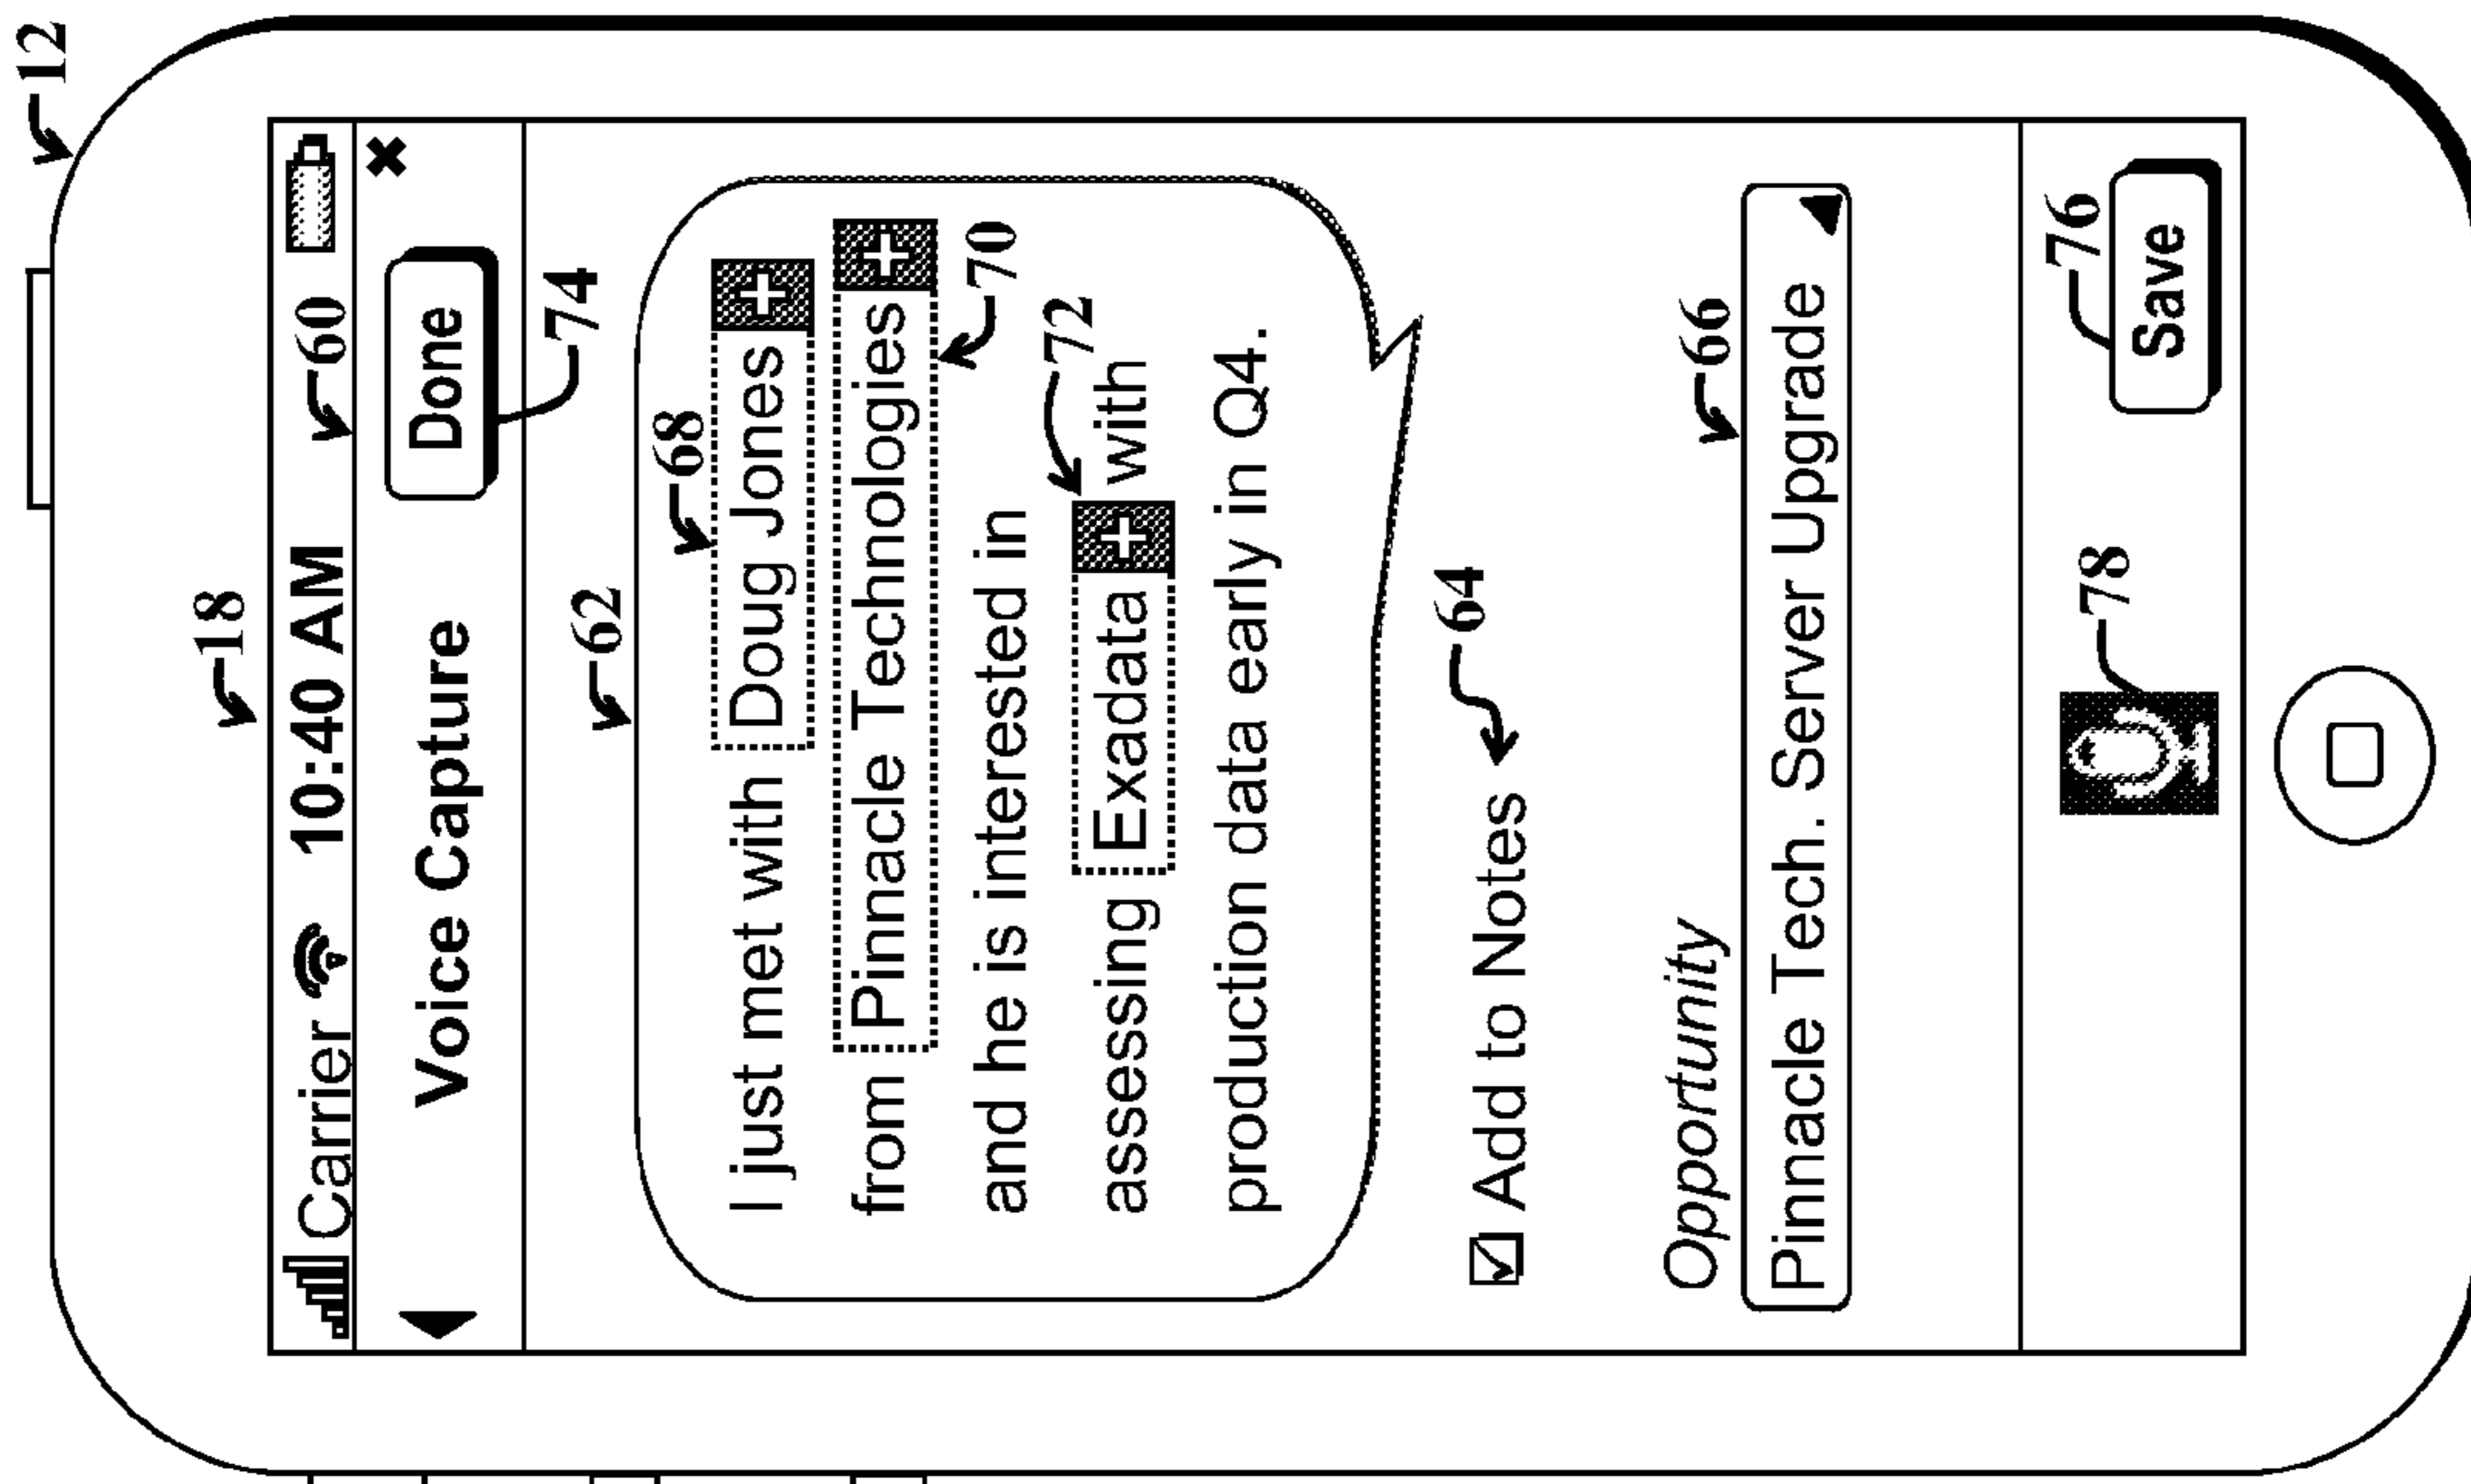 12
18
Carrier 10:40 AM 60
Voice Capture Done
74
62
68
I just met with Doug Jones +
from Pinnacle Technologies +
70
and he is interested in
72
assessing Exadata + with
production data early in Q4.
64
Add to Notes
66
Opportunity
Pinnacle Tech. Server Upgrade
76
78
Save